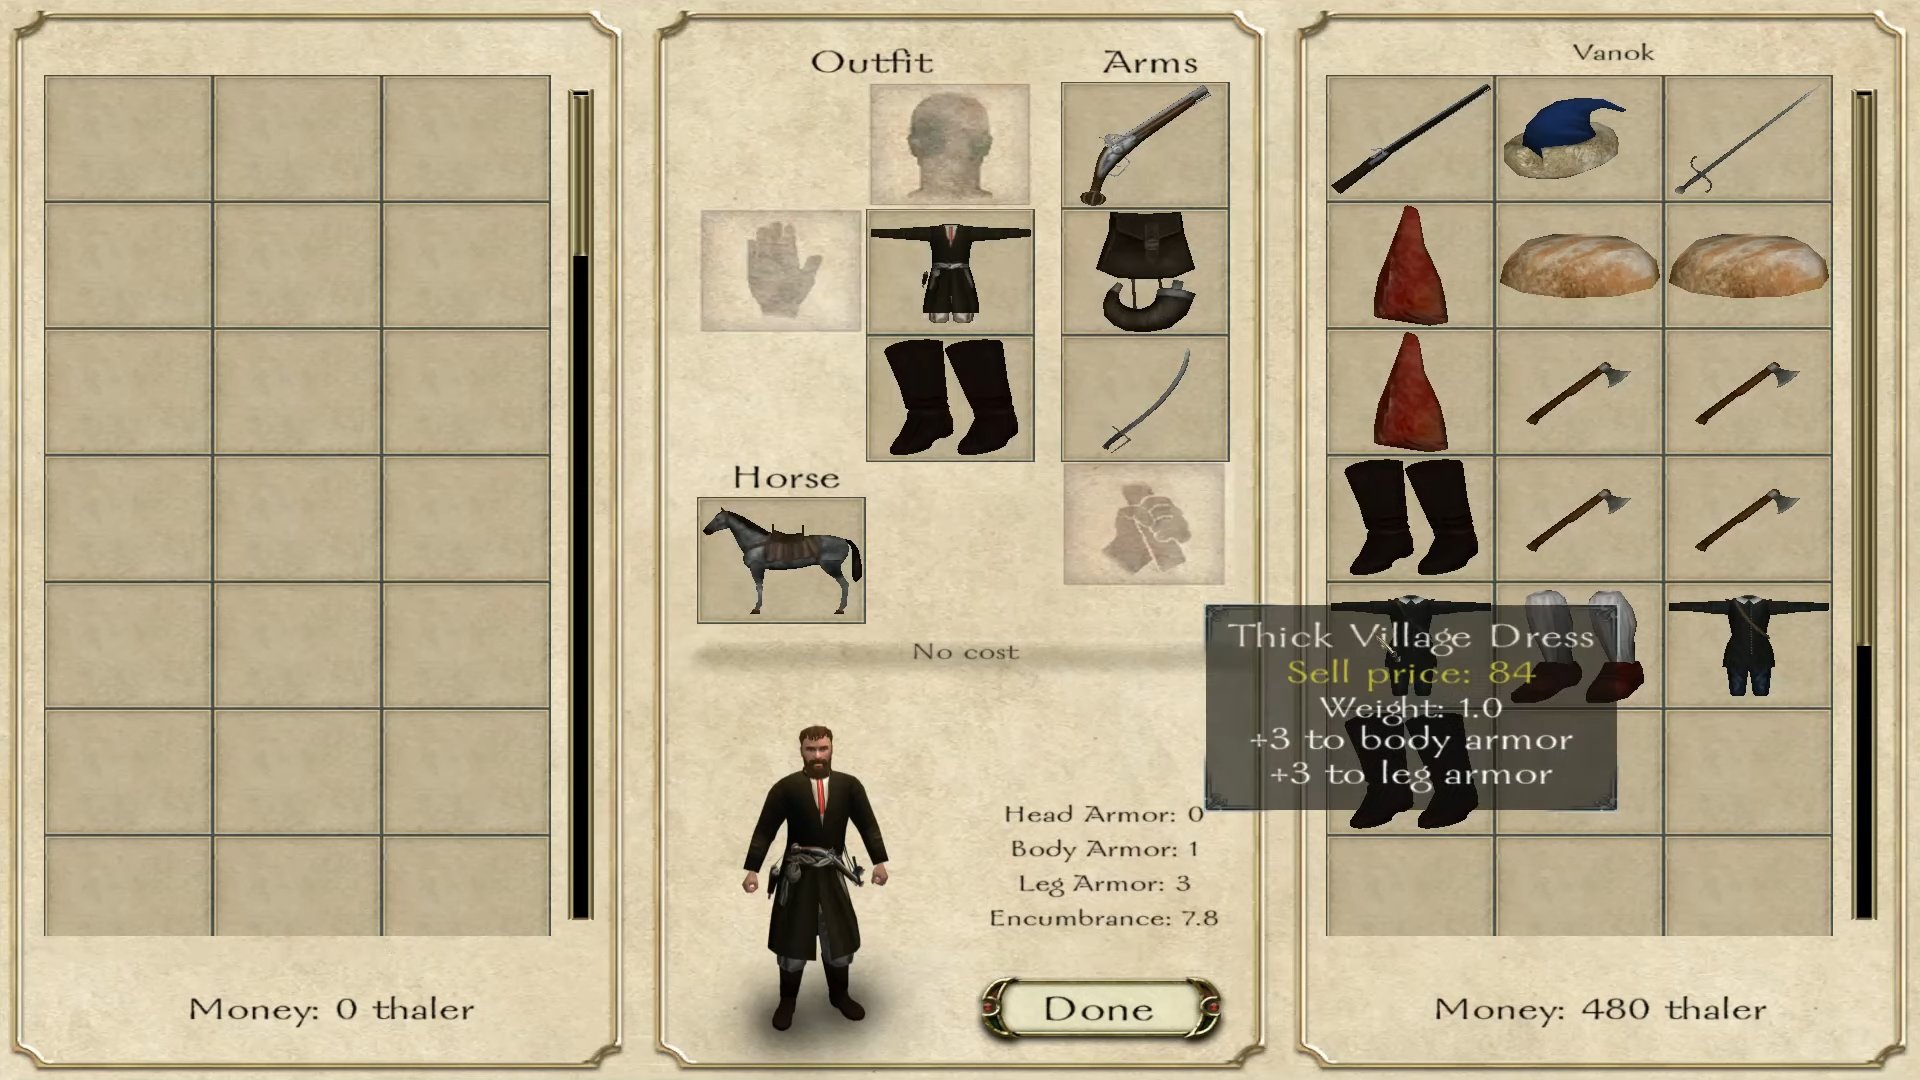 Outfit
Arms
Vanok
Horse
No cost
Thick Village Dress
Sell price: 84
Weight: 1.0
+3 to body armor
+3 to leg armor
Head Armor: 0
Body Armor: 1
Leg Armor: 3
Encumbrance: 7.8
Money: 0 thaler
Done
Money: 480 thaler